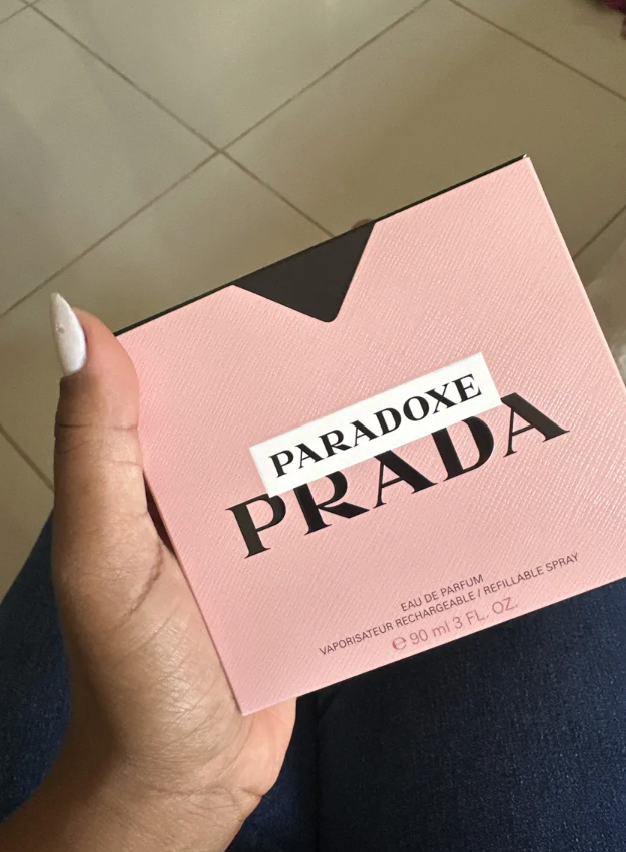 PARADOXE
PRADA
EAU DE PARFUM
VAPORISATEUR RECHARGEABLE / REFILLABLE SPRAY
℮ 90 ml 3 FL. OZ.